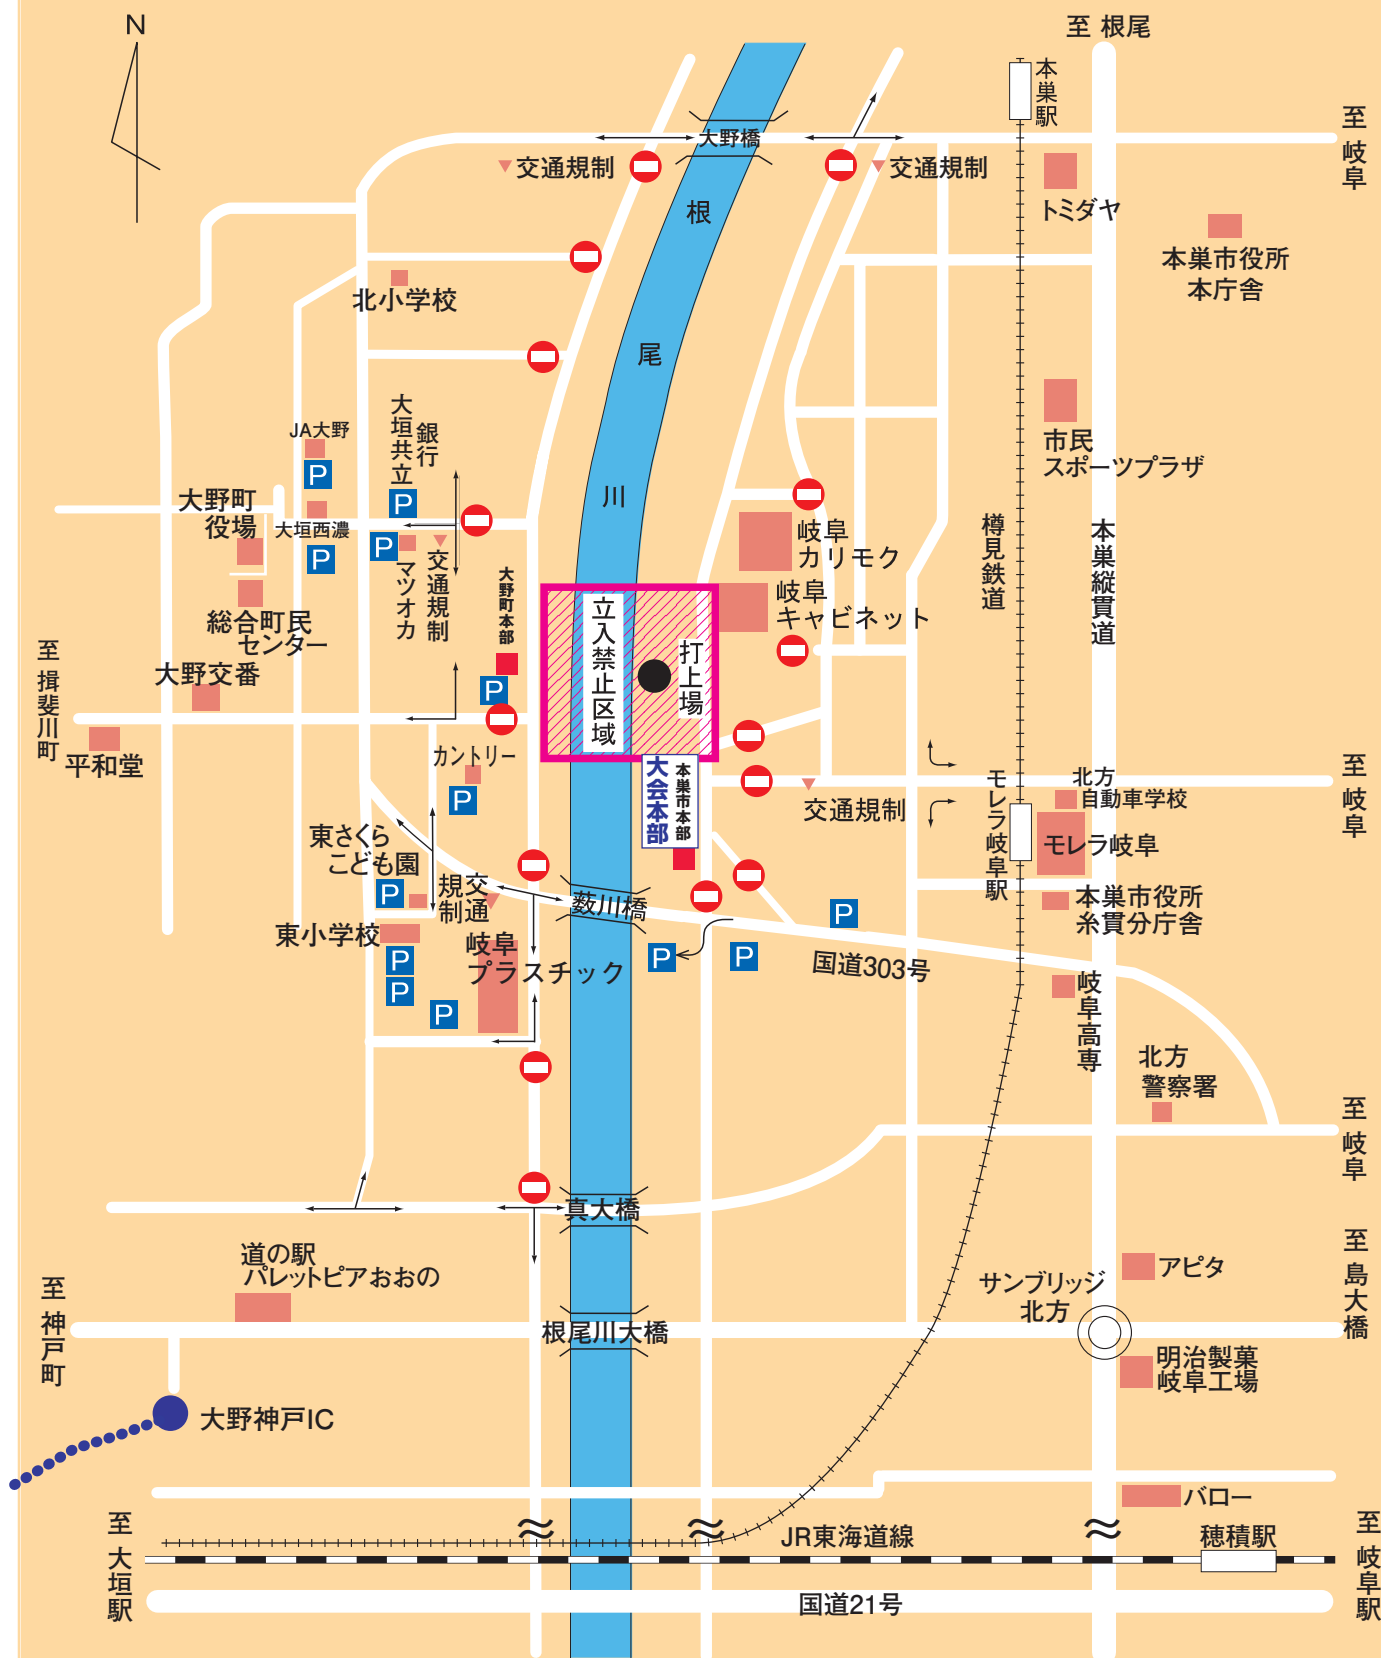 N
至 根尾
本巣駅
至 岐阜
大野橋
交通規制
交通規制
トミダヤ
根
尾
川
本巣市役所
本庁舎
北小学校
JA大野
P
大垣共立
銀行
P
市民
スポーツプラザ
大野町
役場
大垣西濃
P
P
マツオカ
交通規制
大野町本部
P
岐阜
カリモク
岐阜
キャビネット
樽見鉄道
本巣縦貫道
総合町民
センター
大野交番
至 揖斐川町
平和堂
立入禁止区域
打上場
カントリー
P
大会本部
本巣市本部
交通規制
モレラ岐阜駅
北方
自動車学校
モレラ岐阜
至 岐阜
東さくら
こども園
P
交通
規制
薮川橋
本巣市役所
糸貫分庁舎
P
東小学校
P
P
P
岐阜
プラスチック
P
P
国道303号
岐阜高専
北方
警察署
至 岐阜
真大橋
道の駅
パレットピアおおの
至 神戸町
根尾川大橋
サンブリッジ
北方
アピタ
至 島大橋
明治製菓
岐阜工場
大野神戸IC
バロー
JR東海道線
穂積駅
至 大垣駅
至 岐阜駅
国道21号